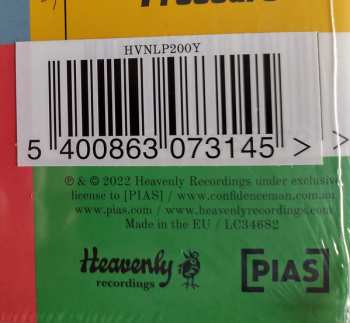 Pressure
HVNLP200Y
5 400863 073145 > >
℗ & © 2022 Heavenly Recordings under exclusive
license to [PIAS] / www.confidenceman.com.au
www.pias.com / www.heavenlyrecordings.com
Made in the EU / LC34682
Heavenly
recordings
[PIAS]